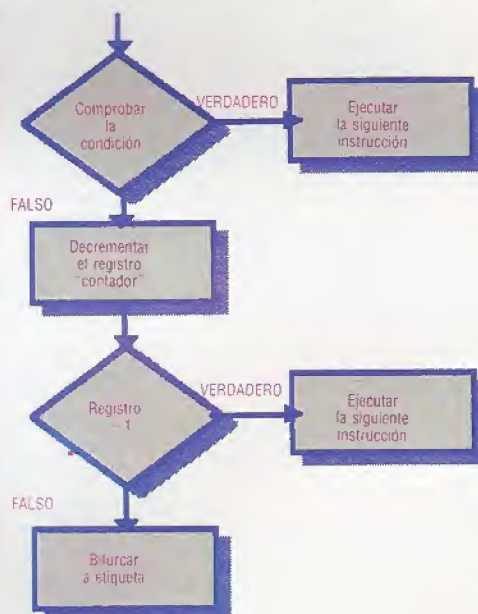 Comprobar
la
condición
VERDADERO
Ejecutar
la siguiente
instrucción
FALSO
Decrementar
el registro
"contador"
Registro
-1
VERDADERO
Ejecutar
la siguiente
instrucción
FALSO
Bifurcar
a etiqueta